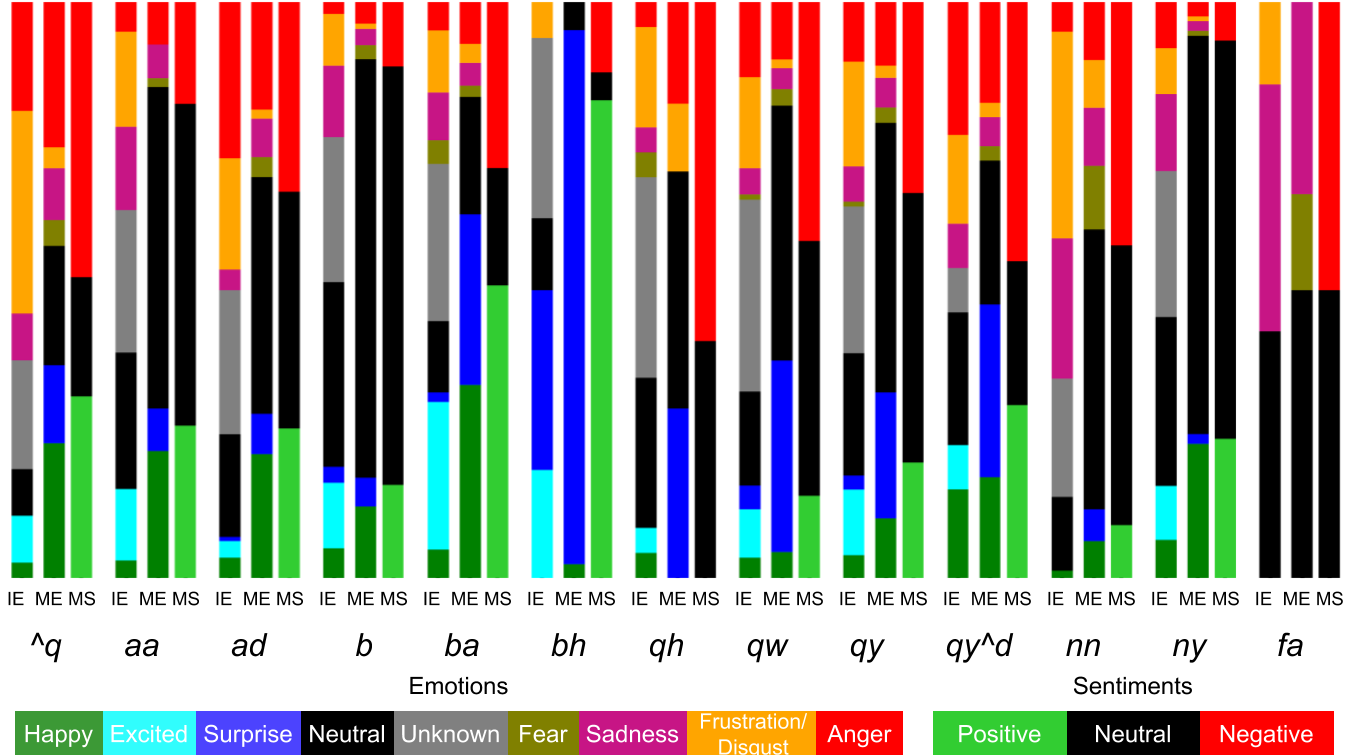 IE ME MS IE ME MS IE ME MS IE ME MS IE ME MS IE ME MS IE ME MS IE ME MS IE ME MS IE ME MS IE ME MS IE ME MS IE ME MS
^q aa ad b ba bh qh qw qy qy^d nn ny fa
Emotions Sentiments
Happy Excited Surprise Neutral Unknown Fear Sadness Frustration/
Disgust Anger Positive Neutral Negative